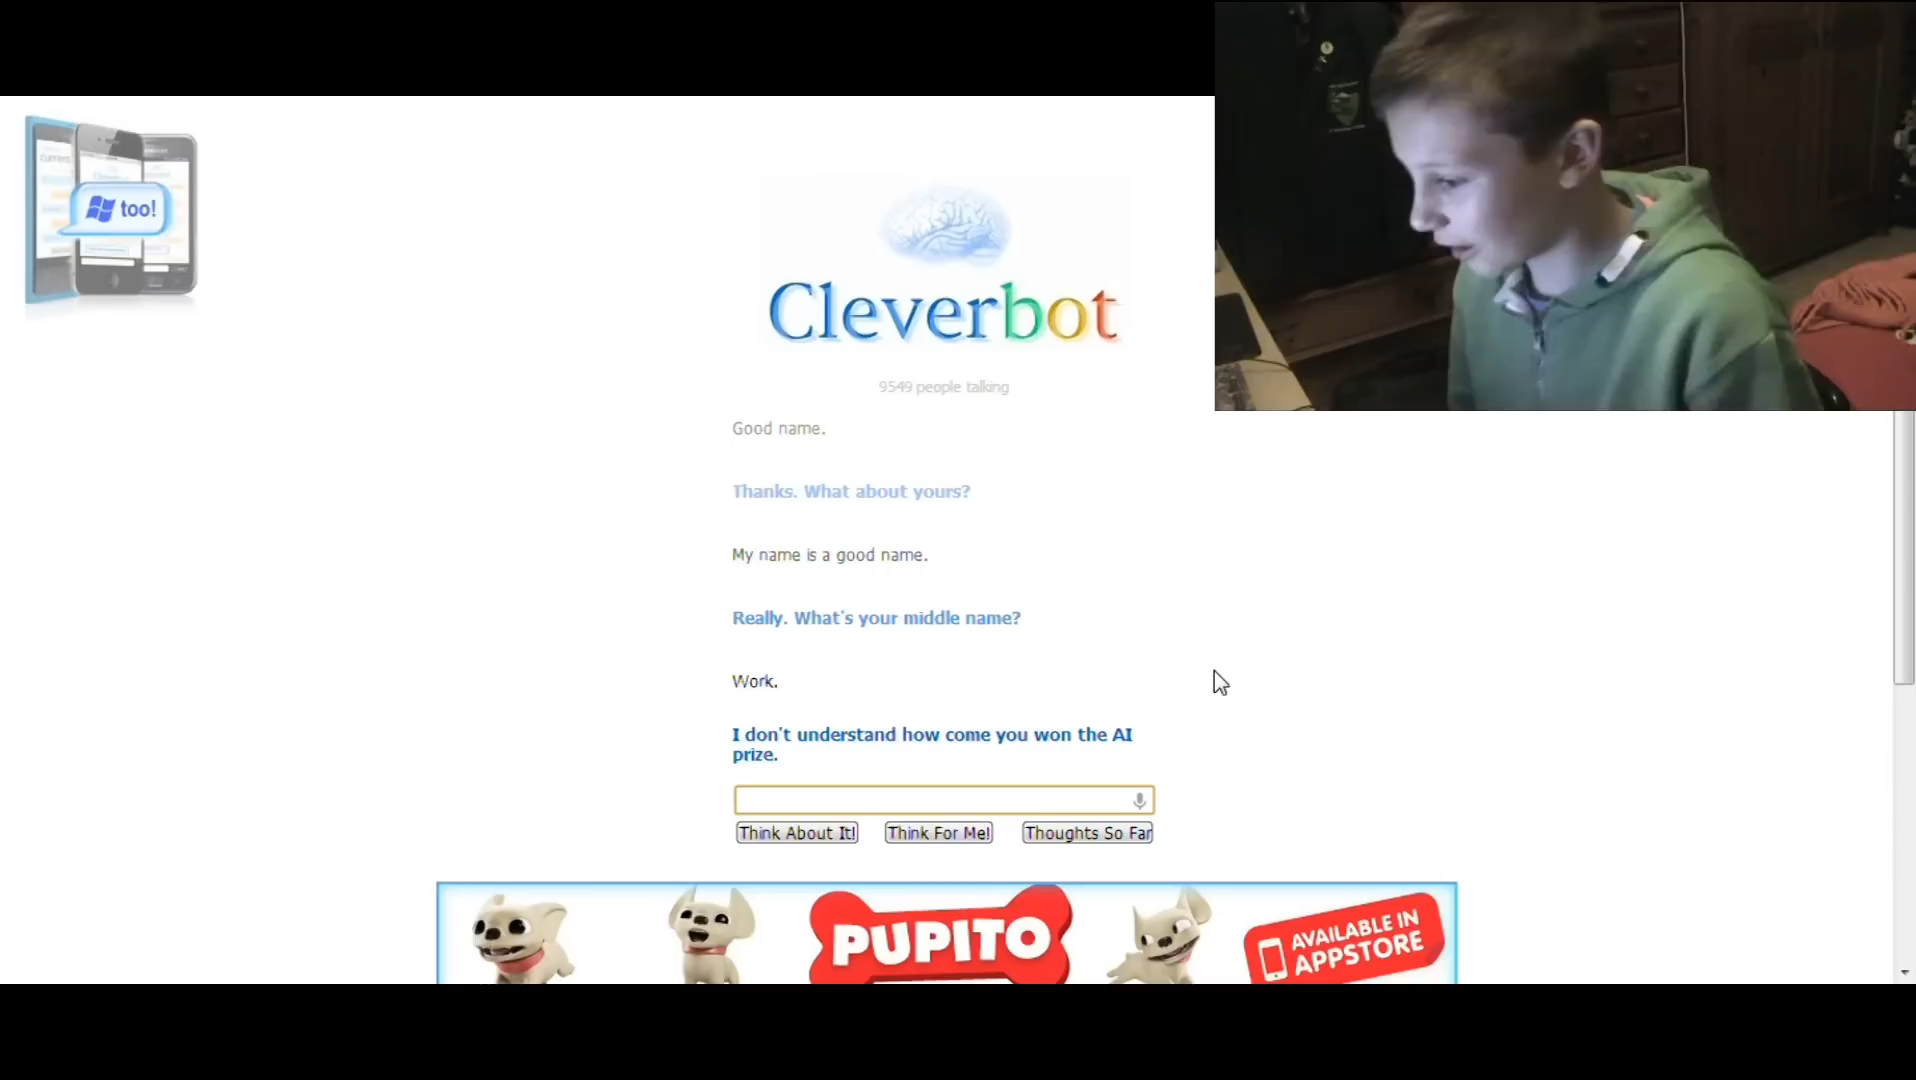 too!
Cleverbot
9549 people talking
Good name.
Thanks. What about yours?
My name is a good name.
Really. What's your middle name?
Work.
I don't understand how come you won the AI
prize.
Think About It!
Think For Me!
Thoughts So Far
PUPITO
AVAILABLE IN
APPSTORE